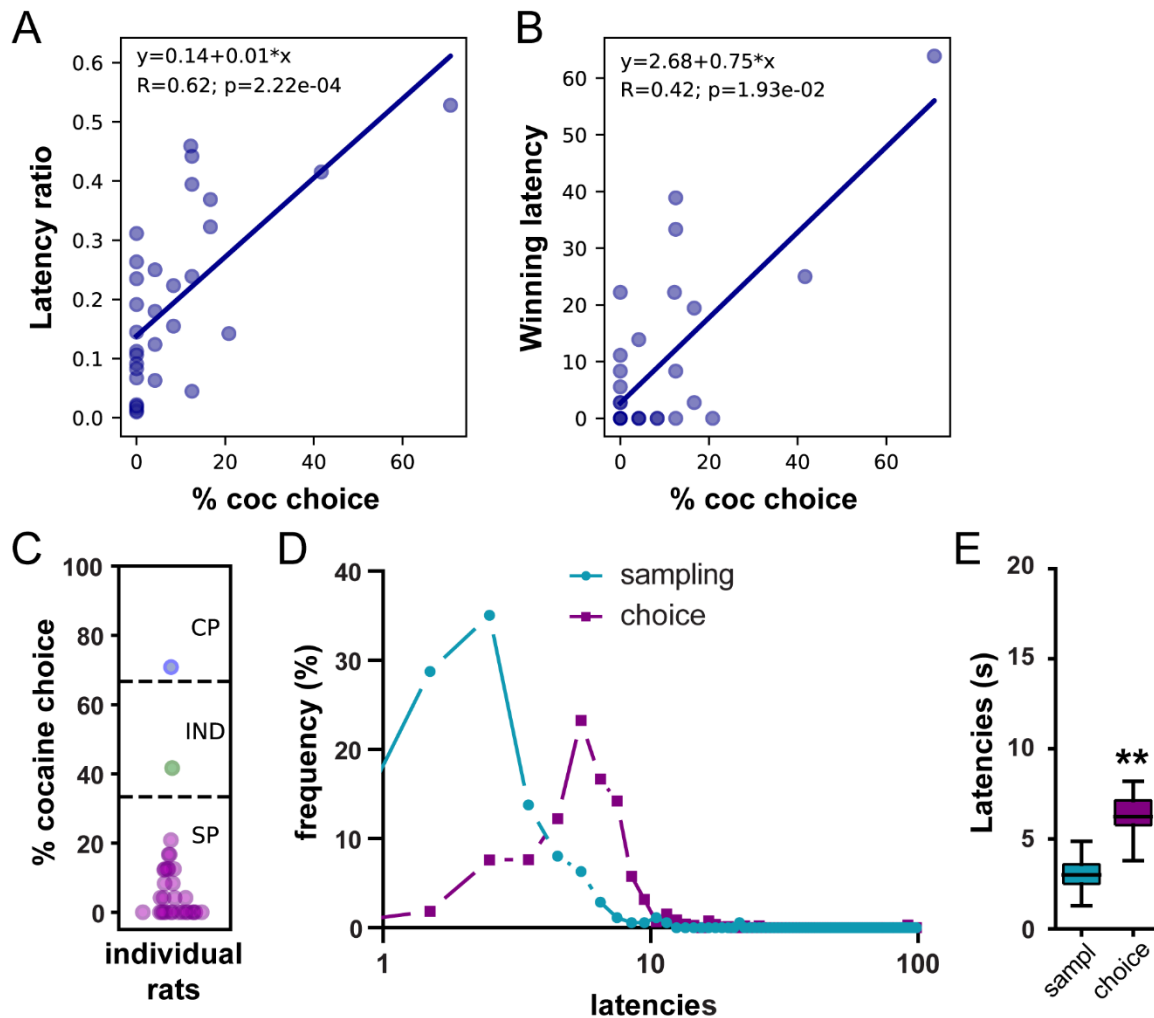 A
y=0.14+0.01*x
R=0.62; p=2.22e-04
0.6
0.5
0.4
0.3
0.2
0.1
0.0
Latency ratio
0 20 40 60
% coc choice
B
y=2.68+0.75*x
R=0.42; p=1.93e-02
60
50
40
30
20
10
0
Winning latency
0 20 40 60
% coc choice
C
100
80
60
40
20
0
% cocaine choice
CP
IND
SP
individual
rats
D
40
30
20
10
0
frequency (%)
sampling
choice
1 10 100
latencies
E
20
15
10
5
0
Latencies (s)
**
sampl
choice